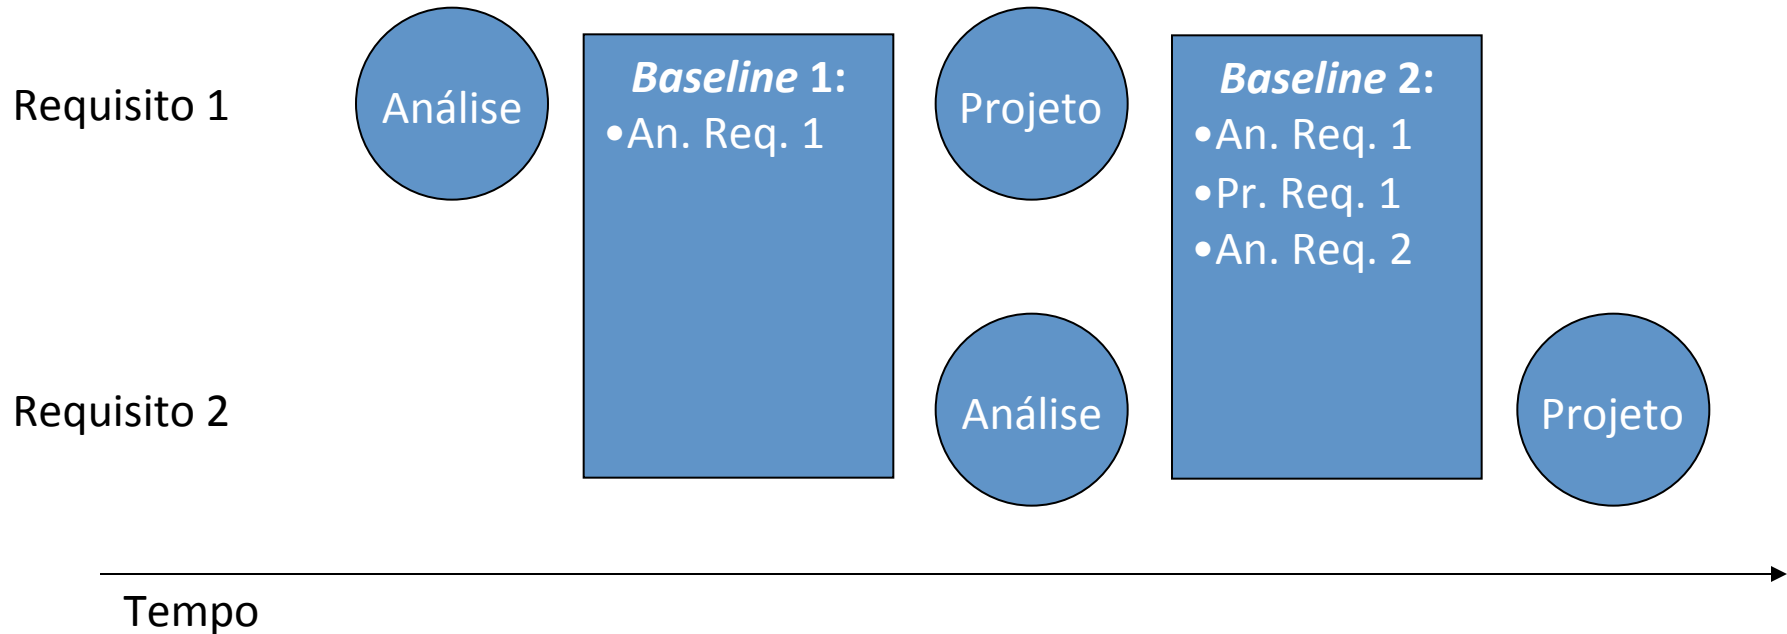 Requisito 1
Análise
Baseline 1:
•An. Req. 1
Projeto
Baseline 2:
•An. Req. 1
•Pr. Req. 1
•An. Req. 2
Requisito 2
Análise
Projeto
Tempo